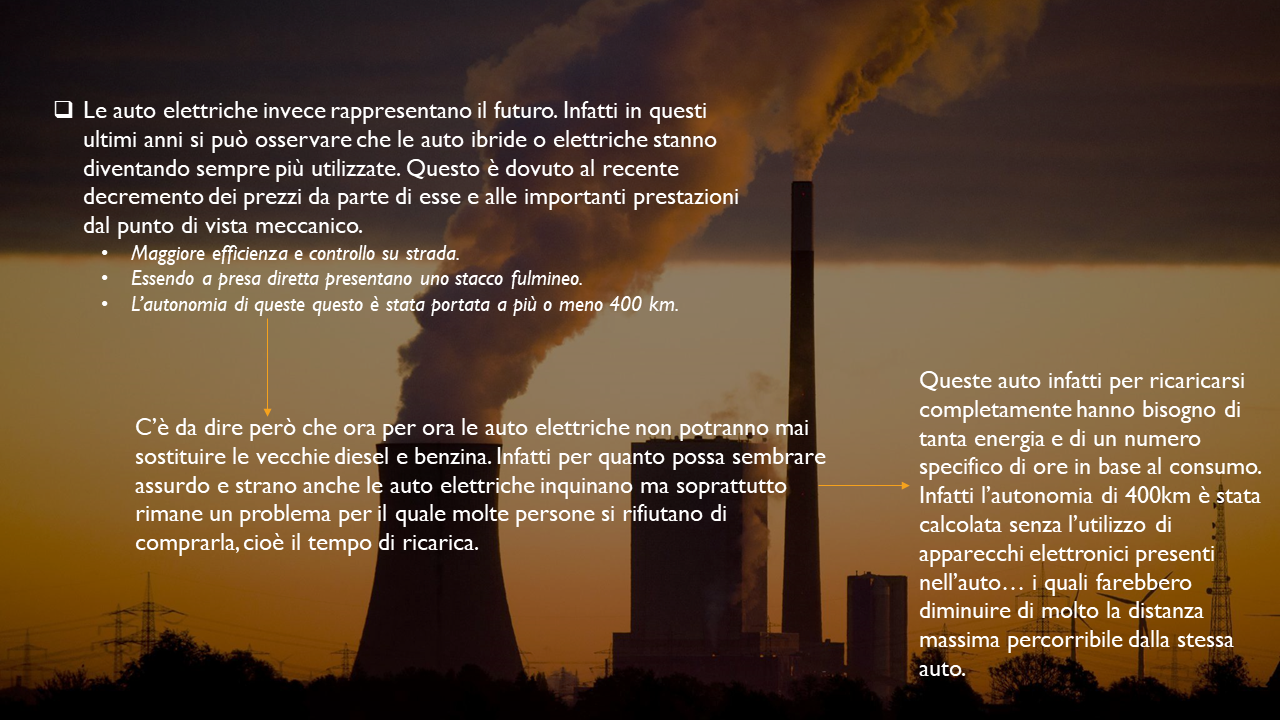 Le auto elettriche invece rappresentano il futuro. Infatti in questi
ultimi anni si può osservare che le auto ibride o elettriche stanno
diventando sempre più utilizzate. Questo è dovuto al recente
decremento dei prezzi da parte di esse e alle importanti prestazioni
dal punto di vista meccanico.
• Maggiore efficienza e controllo su strada.
• Essendo a presa diretta presentano uno stacco fulmineo.
• L'autonomia di queste questo è stata portata a più o meno 400 km.
C'è da dire però che ora per ora le auto elettriche non potranno mai
sostituire le vecchie diesel e benzina. Infatti per quanto possa sembrare
assurdo e strano anche le auto elettriche inquinano ma soprattutto
rimane un problema per il quale molte persone si rifiutano di
comprarla, cioè il tempo di ricarica.
Queste auto infatti per ricaricarsi
completamente hanno bisogno di
tanta energia e di un numero
specifico di ore in base al consumo.
Infatti l'autonomia di 400km è stata
calcolata senza l'utilizzo di
apparecchi elettronici presenti
nell'auto… i quali farebbero
diminuire di molto la distanza
massima percorribile dalla stessa
auto.